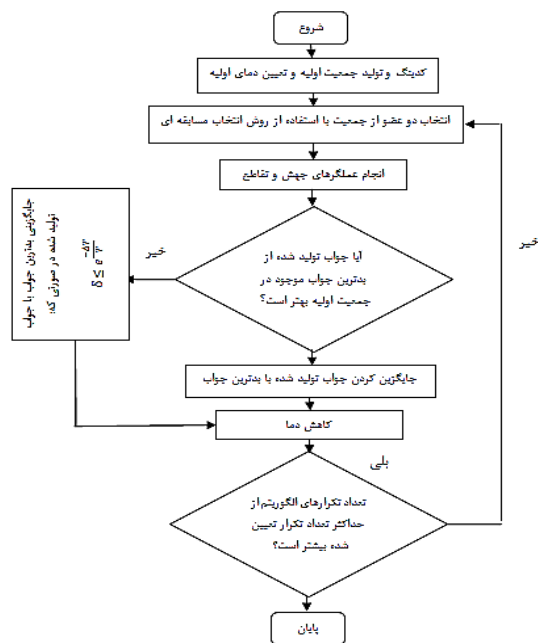 شروع
کدینگ و تولید جمعیت اولیه و تعیین دمای اولیه
انتخاب دو عضو از جمعیت با استفاده از روش انتخاب مسابقه ای
انجام عملگرهای جهش و تقاطع
آیا جواب تولید شده از
بدترین جواب موجود در
جمعیت اولیه بهتر است؟
خیر
خیر
جایگزینی بدترین جواب با جواب
تولید شده در صورتی که:
جایگزین کردن جواب تولید شده با بدترین جواب
کاهش دما
بلی
تعداد تکرارهای الگوریتم از
حداکثر تعداد تکرار تعیین
شده بیشتر است؟
پایان